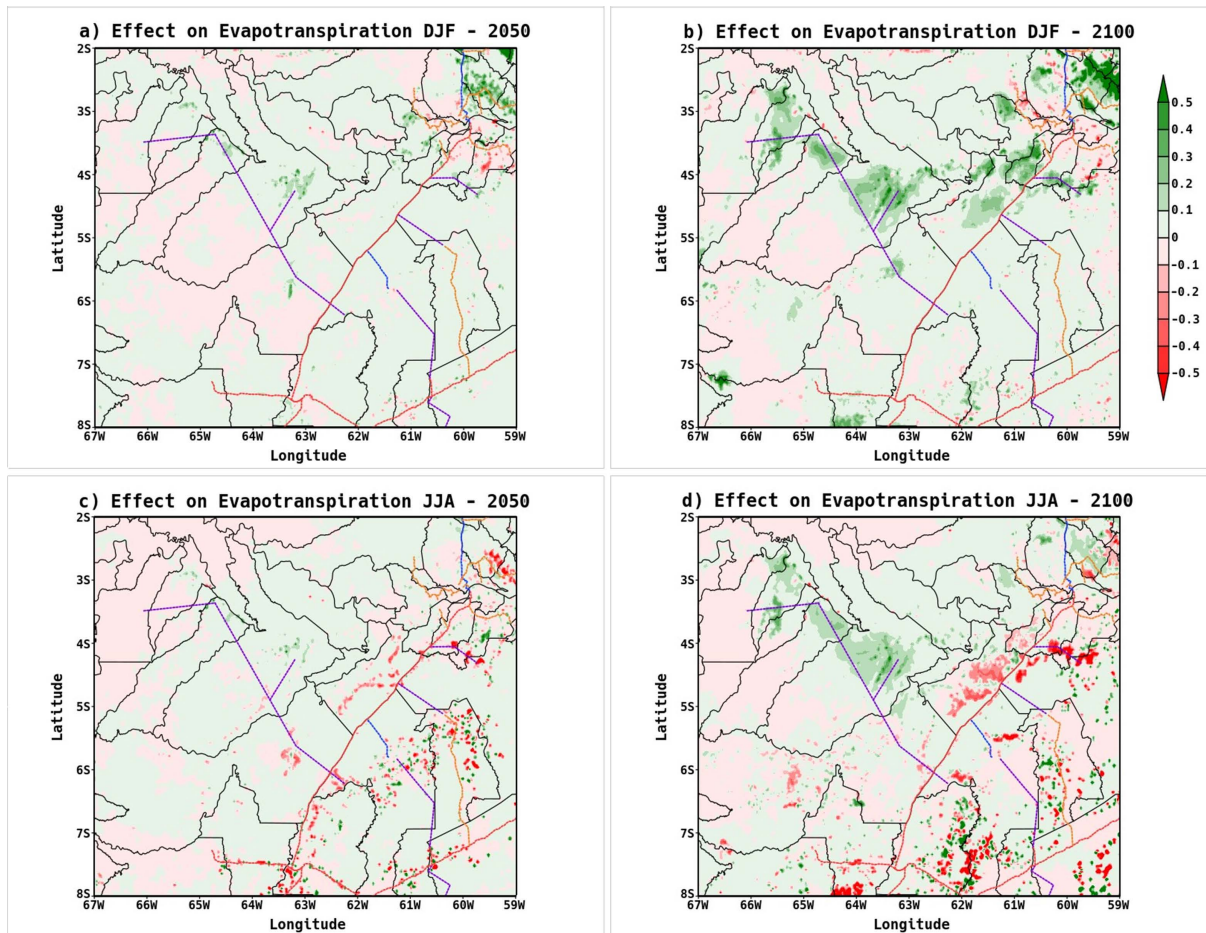 a) Effect on Evapotranspiration DJF - 2050
2S
3S
4S
5S
6S
7S
8S
Latitude
67W 66W 65W 64W 63W 62W 61W 60W 59W
Longitude
b) Effect on Evapotranspiration DJF - 2100
2S
3S
4S
5S
6S
7S
8S
Latitude
67W 66W 65W 64W 63W 62W 61W 60W 59W
Longitude
0.5
0.4
0.3
0.2
0.1
0
-0.1
-0.2
-0.3
-0.4
-0.5
c) Effect on Evapotranspiration JJA - 2050
2S
3S
4S
5S
6S
7S
8S
Latitude
67W 66W 65W 64W 63W 62W 61W 60W 59W
Longitude
d) Effect on Evapotranspiration JJA - 2100
2S
3S
4S
5S
6S
7S
8S
Latitude
67W 66W 65W 64W 63W 62W 61W 60W 59W
Longitude